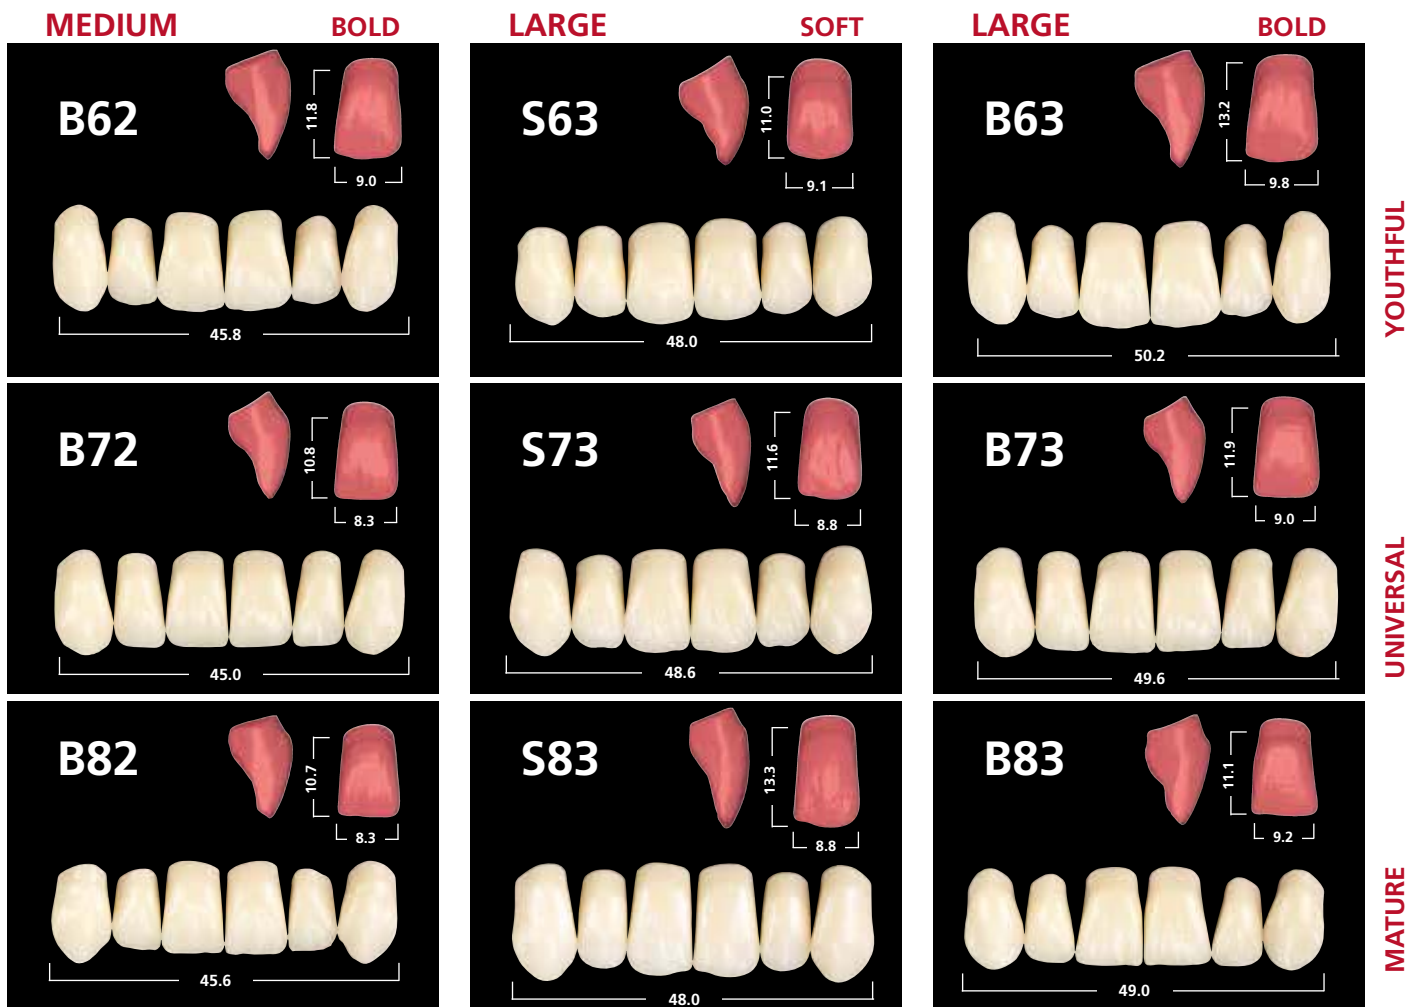 MEDIUM BOLD
LARGE SOFT
LARGE BOLD
B62
11.8
9.0
45.8
S63
11.0
9.1
48.0
B63
13.2
9.8
50.2
YOUTHFUL
B72
10.8
8.3
45.0
S73
11.6
8.8
48.6
B73
11.9
9.0
49.6
UNIVERSAL
B82
10.7
8.3
45.6
S83
13.3
8.8
48.0
B83
11.1
9.2
49.0
MATURE